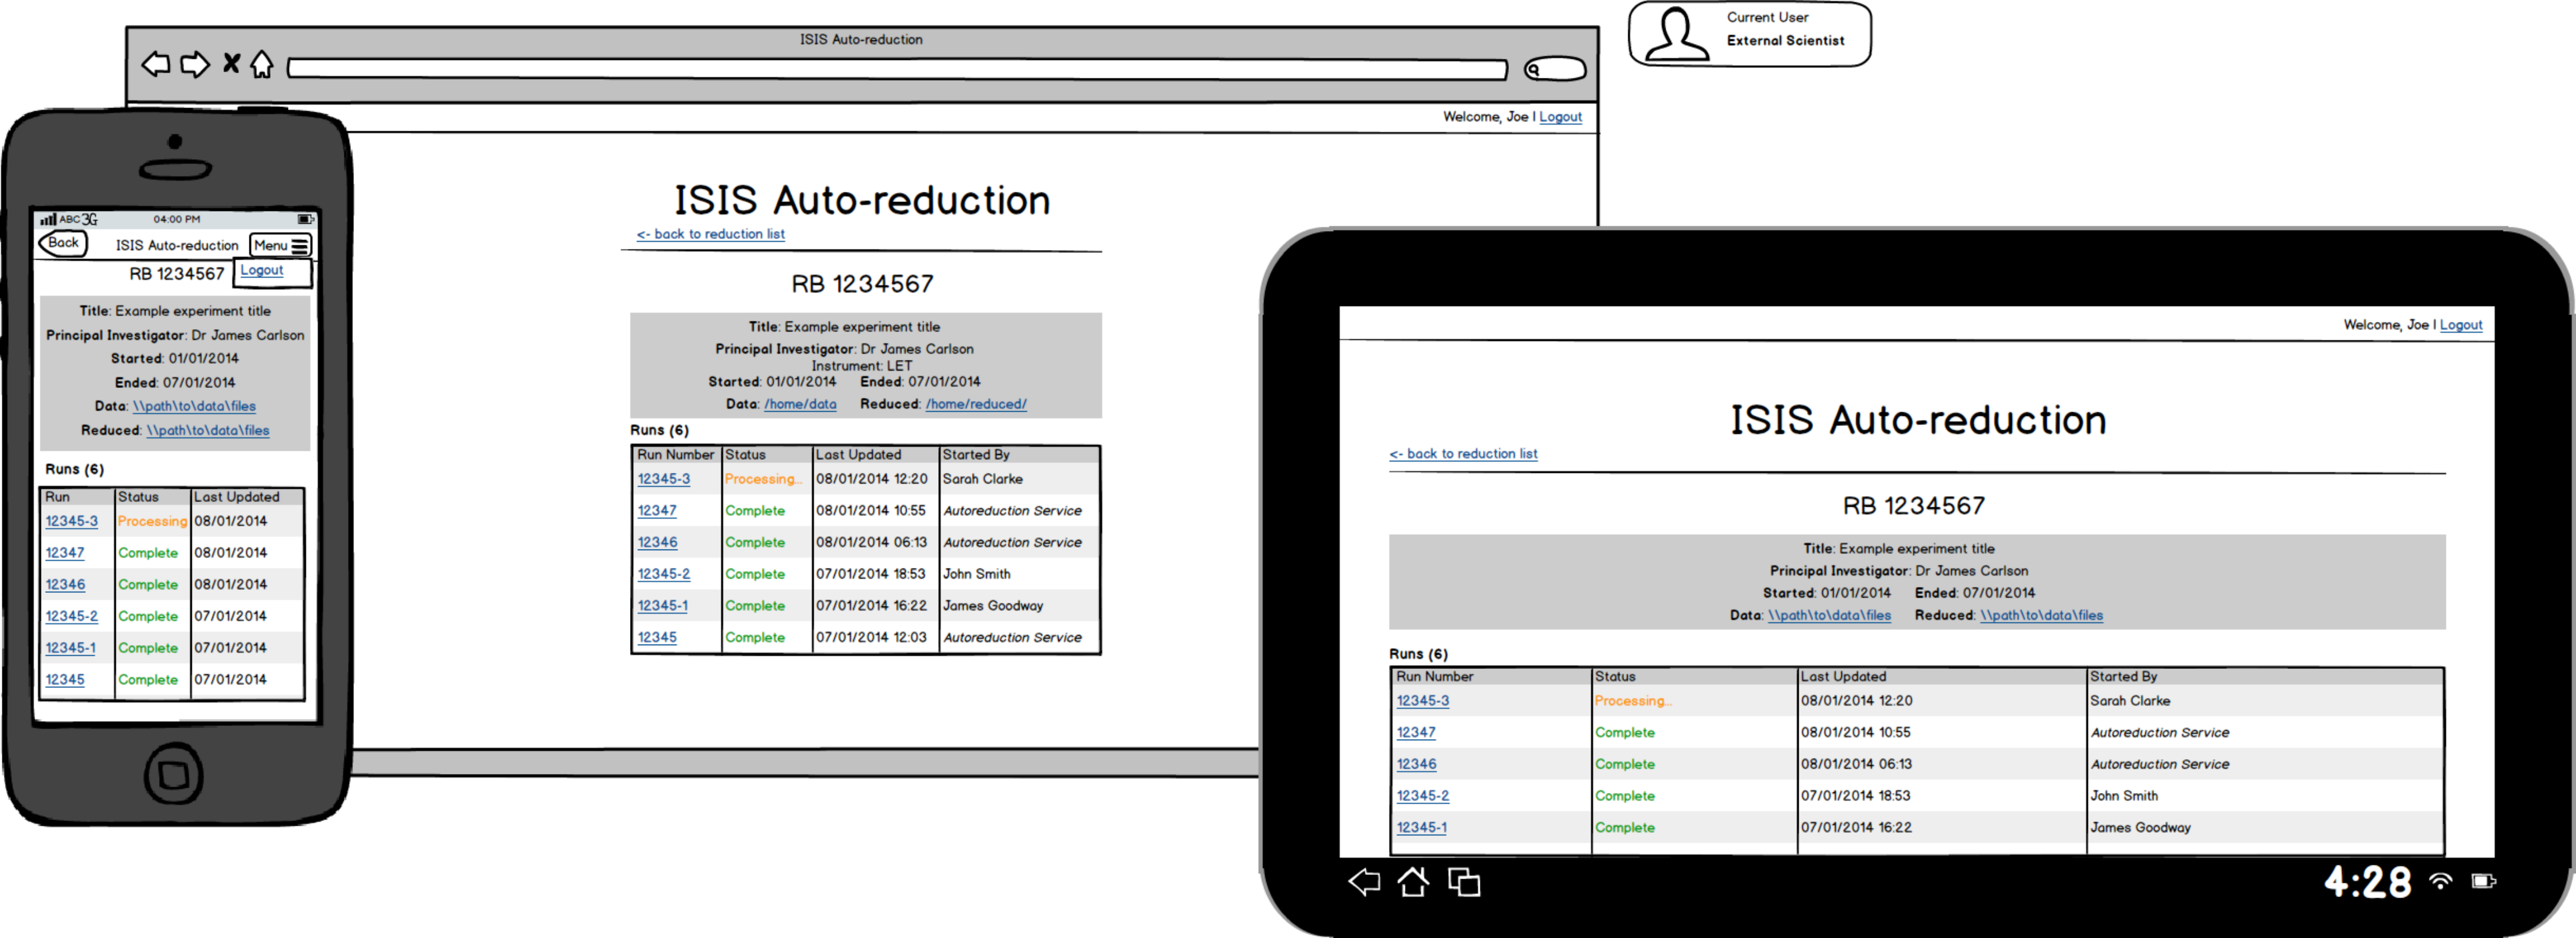 ISIS Auto-reduction
Current User
External Scientist
Welcome, Joe | Logout
ISIS Auto-reduction
<- back to reduction list
RB 1234567
Title: Example experiment title
Principal Investigator: Dr James Carlson
Instrument: LET
Started: 01/01/2014 Ended: 07/01/2014
Data: /home/data Reduced: /home/reduced/
Runs (6)
Run Number Status Last Updated Started By
12345-3 Processing... 08/01/2014 12:20 Sarah Clarke
12347 Complete 08/01/2014 10:55 Autoreduction Service
12346 Complete 08/01/2014 06:13 Autoreduction Service
12345-2 Complete 07/01/2014 18:53 John Smith
12345-1 Complete 07/01/2014 16:22 James Goodway
12345 Complete 07/01/2014 12:03 Autoreduction Service
ABC 3G 04:00 PM
Back ISIS Auto-reduction Menu
RB 1234567 Logout
Title: Example experiment title
Principal Investigator: Dr James Carlson
Started: 01/01/2014
Ended: 07/01/2014
Data: \\path\to\data\files
Reduced: \\path\to\data\files
Runs (6)
Run Status Last Updated
12345-3 Processing 08/01/2014
12347 Complete 08/01/2014
12346 Complete 08/01/2014
12345-2 Complete 07/01/2014
12345-1 Complete 07/01/2014
12345 Complete 07/01/2014
Welcome, Joe | Logout
ISIS Auto-reduction
<- back to reduction list
RB 1234567
Title: Example experiment title
Principal Investigator: Dr James Carlson
Started: 01/01/2014 Ended: 07/01/2014
Data: \\path\to\data\files Reduced: \\path\to\data\files
Runs (6)
Run Number Status Last Updated Started By
12345-3 Processing... 08/01/2014 12:20 Sarah Clarke
12347 Complete 08/01/2014 10:55 Autoreduction Service
12346 Complete 08/01/2014 06:13 Autoreduction Service
12345-2 Complete 07/01/2014 18:53 John Smith
12345-1 Complete 07/01/2014 16:22 James Goodway
4:28